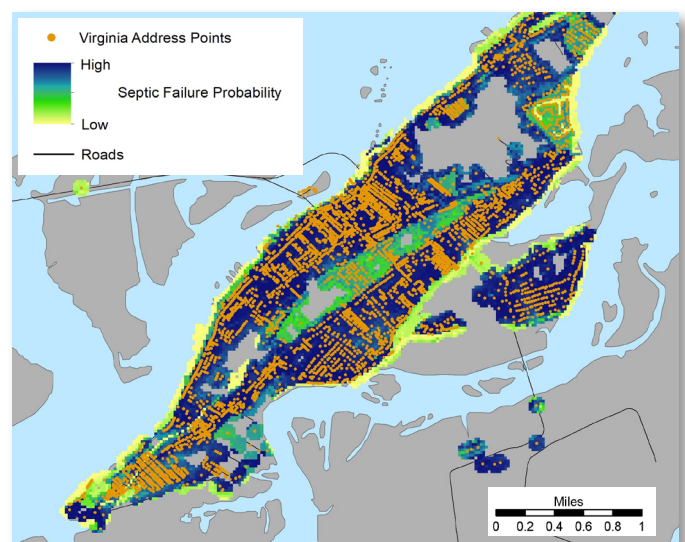 Virginia Address Points
High
Septic Failure Probability
Low
Roads
Miles
0 0.2 0.4 0.6 0.8 1